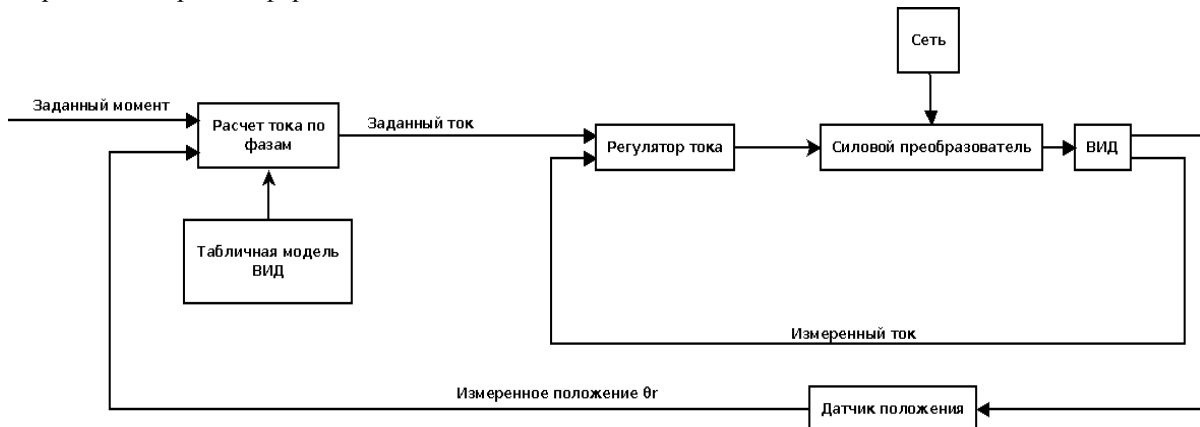 Сеть
Заданный момент
Расчет тока по
фазам
Заданный ток
Регулятор тока
Силовой преобразователь
ВИД
Табличная модель
ВИД
Измеренный ток
Измеренное положение θr
Датчик положения